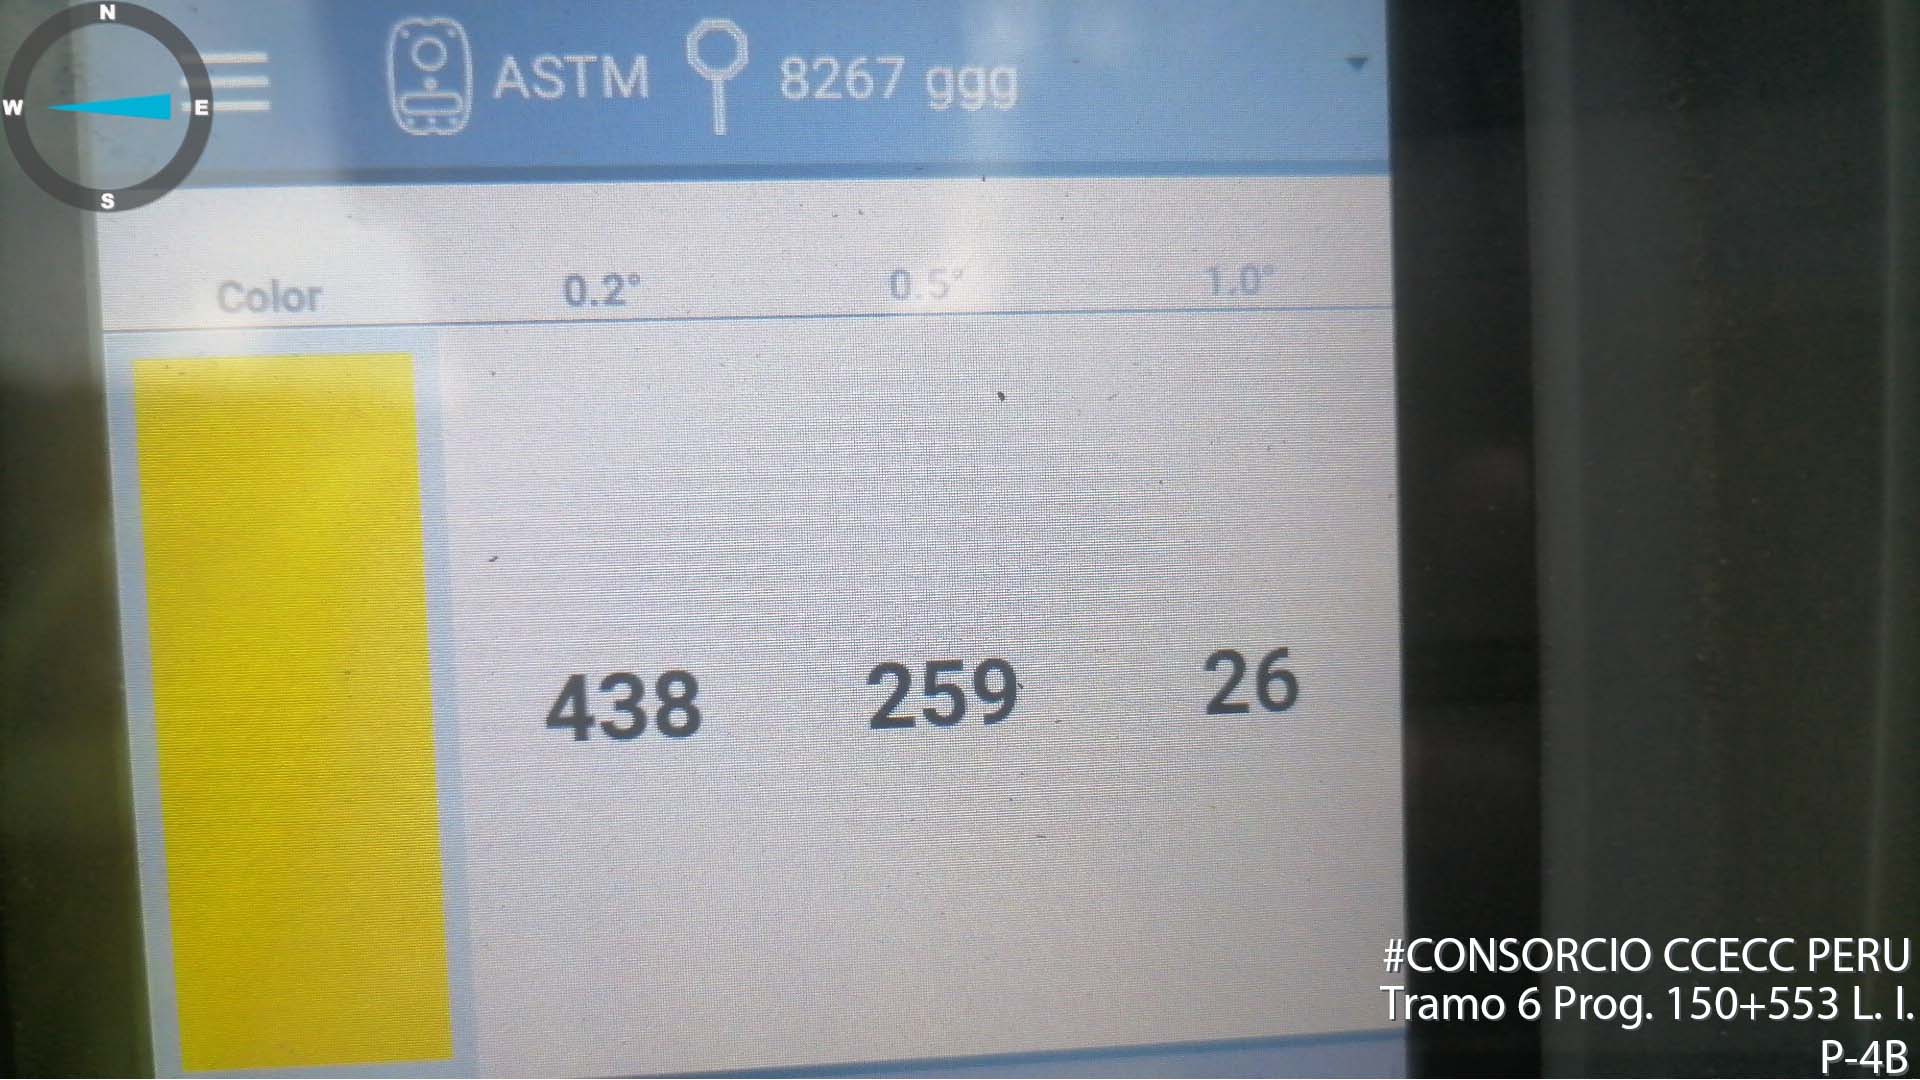 N
W E
S
ASTM 8267 ggg
Color 0.2° 0.5° 1.0°
438 259 26
#CONSORCIO CCECC PERU
Tramo 6 Prog. 150+553 L. I.
P-4B